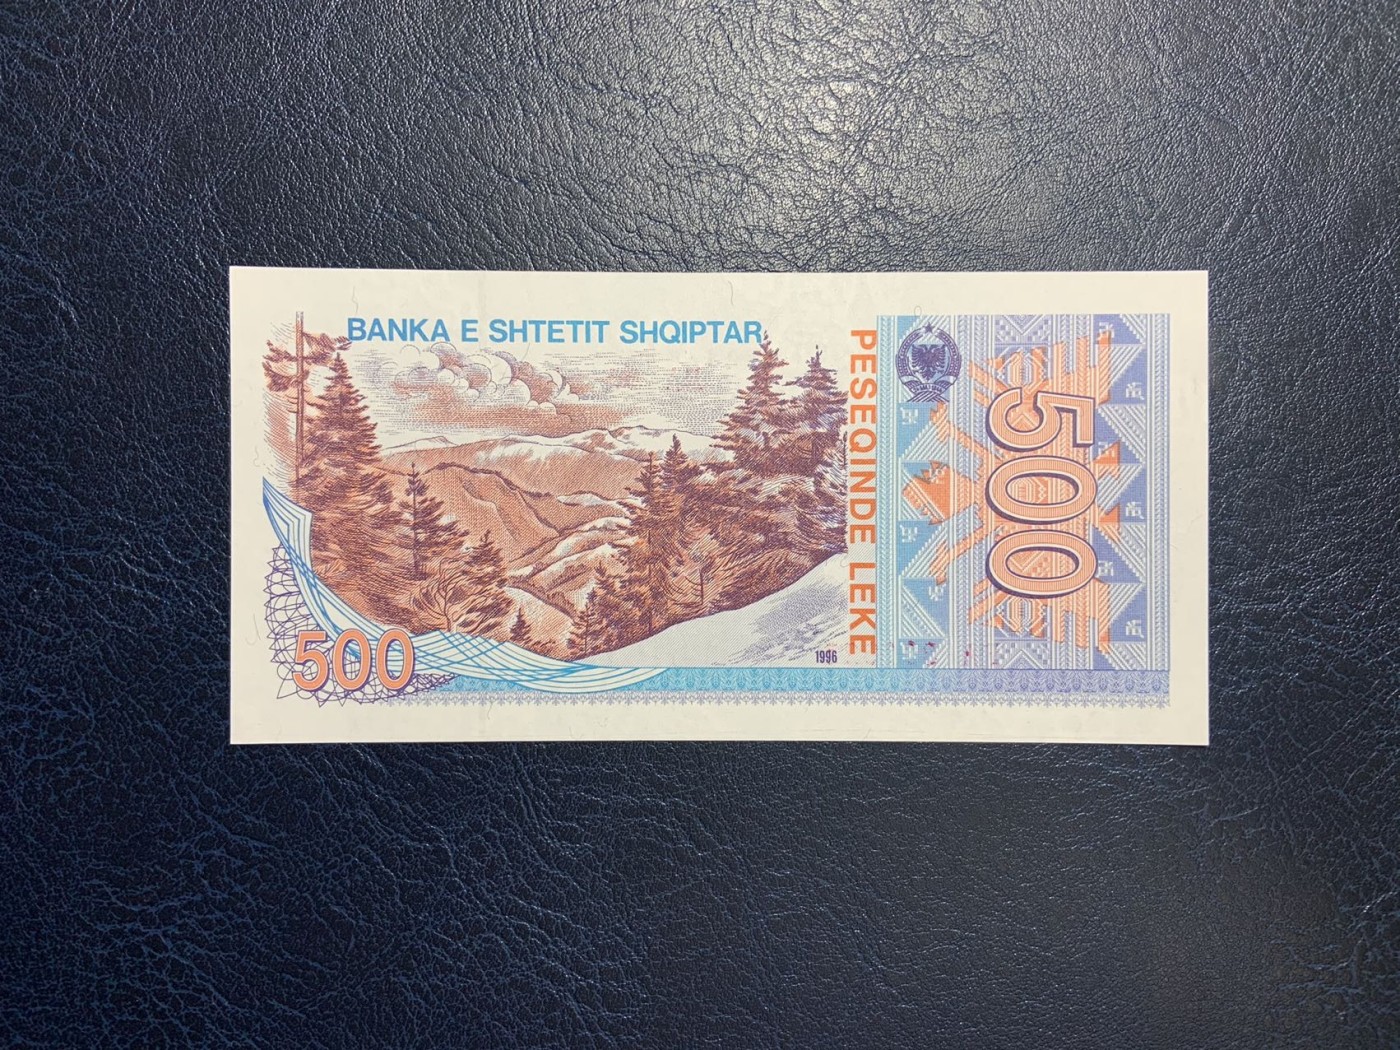 BANKA E SHTETIT SHQIPTAR
PESEQINDE LEKE
500
500
1996